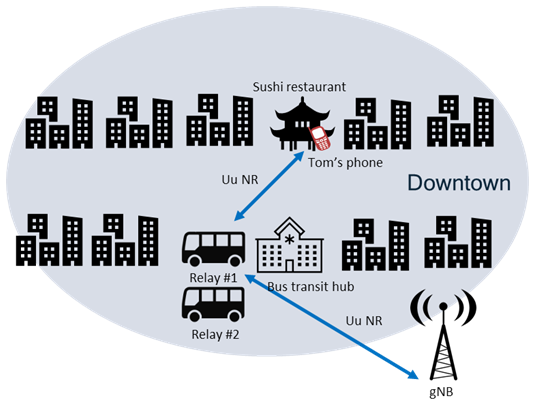 Sushi restaurant
Tom's phone
Uu NR
Downtown
Relay #1
Bus transit hub
Relay #2
Uu NR
gNB